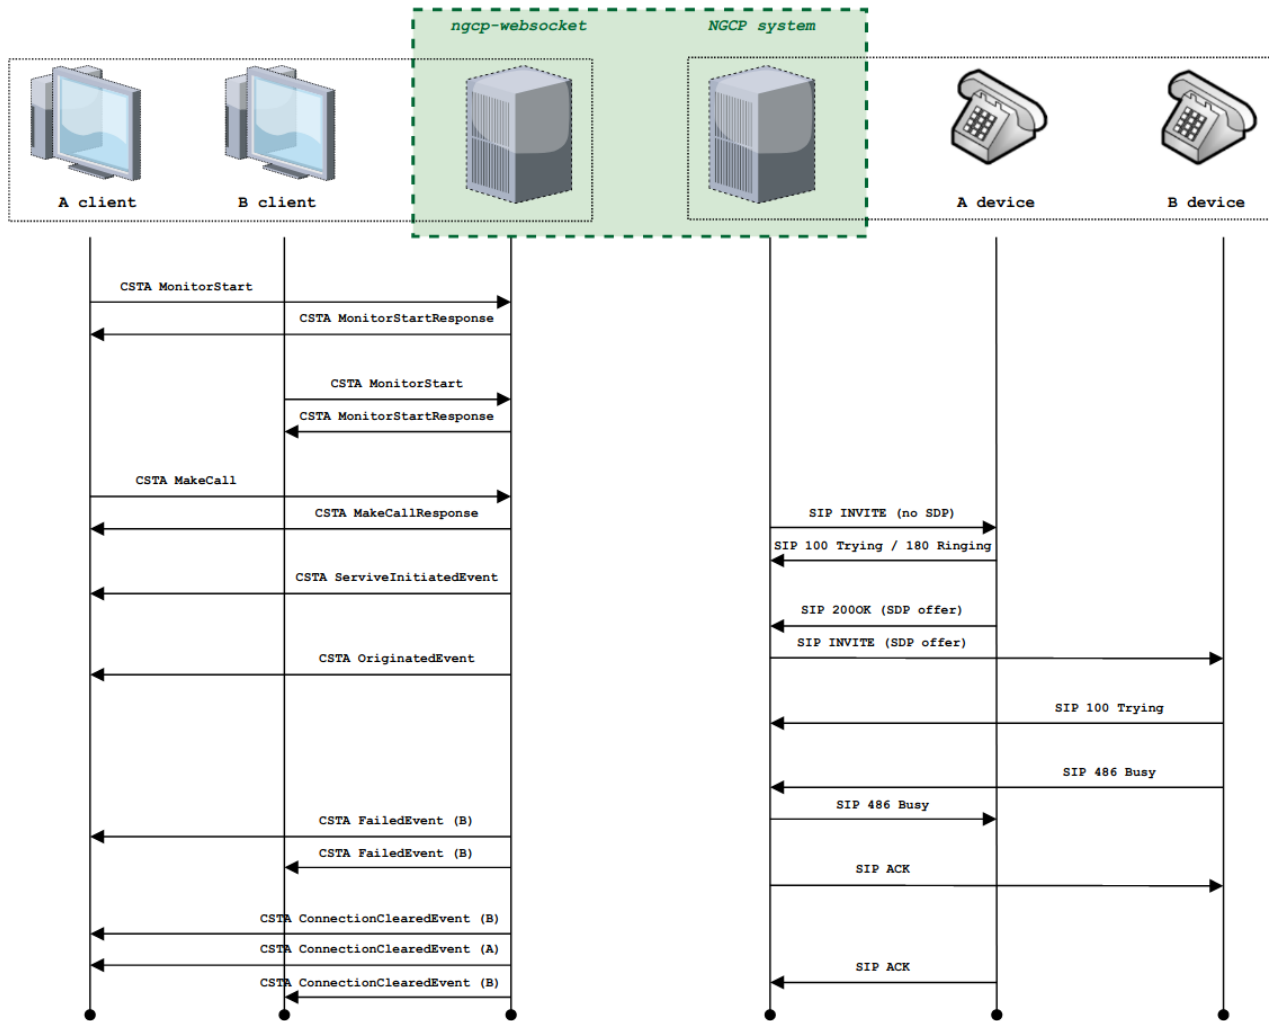 ngcp-websocket
NGCP system
A client
B client
A device
B device
CSTA MonitorStart
CSTA MonitorStartResponse
CSTA MonitorStart
CSTA MonitorStartResponse
CSTA MakeCall
CSTA MakeCallResponse
SIP INVITE (no SDP)
SIP 100 Trying / 180 Ringing
CSTA ServiveInitiatedEvent
SIP 200OK (SDP offer)
SIP INVITE (SDP offer)
CSTA OriginatedEvent
SIP 100 Trying
SIP 486 Busy
SIP 486 Busy
CSTA FailedEvent (B)
CSTA FailedEvent (B)
SIP ACK
CSTA ConnectionClearedEvent (B)
CSTA ConnectionClearedEvent (A)
SIP ACK
CSTA ConnectionClearedEvent (B)